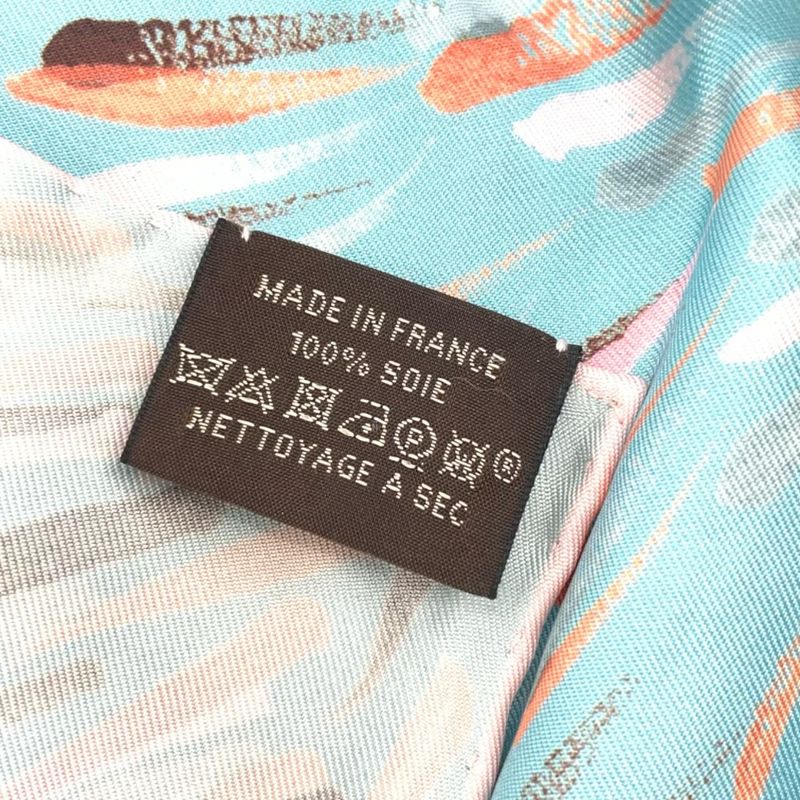 MADE IN FRANCE
100% SOIE
P ®
NETTOYAGE A SEC